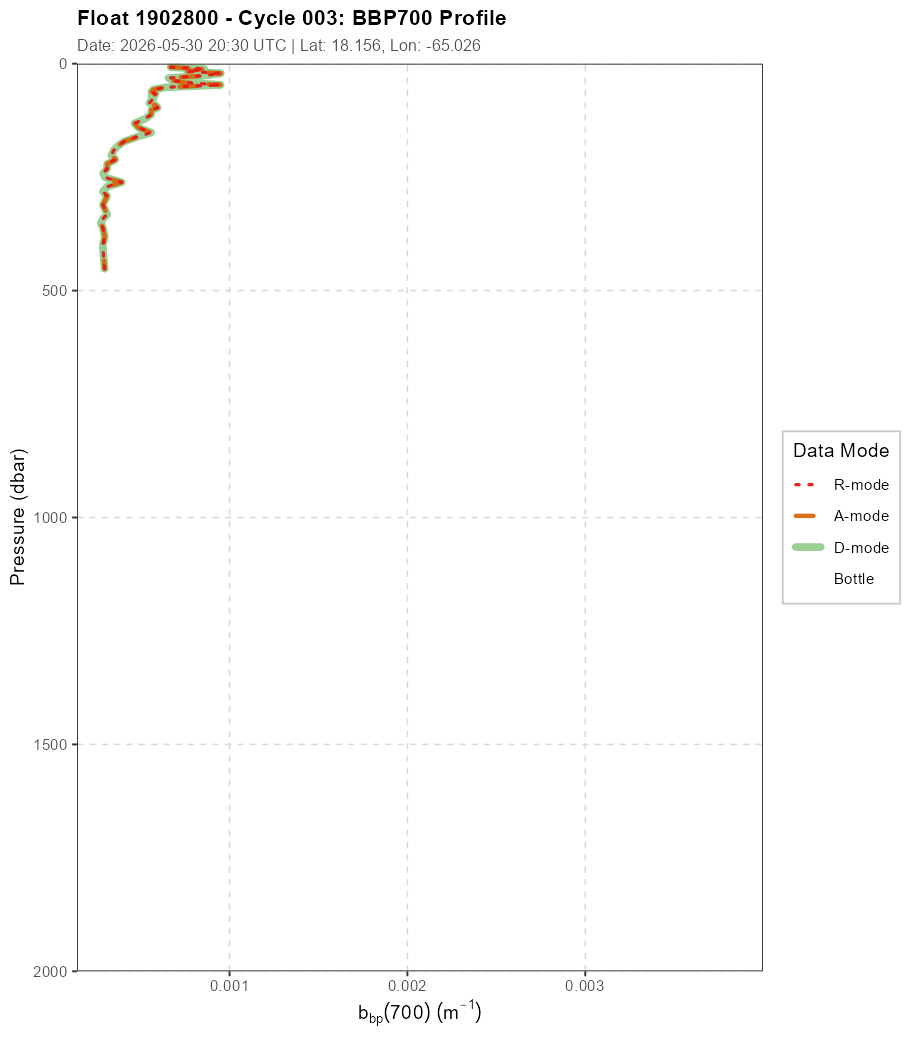 Float 1902800 - Cycle 003: BBP700 Profile
Date: 2026-05-30 20:30 UTC | Lat: 18.156, Lon: -65.026
0
500
1000
1500
2000
Pressure (dbar)
0.001 0.002 0.003
b_bp(700) (m⁻¹)
Data Mode
R-mode
A-mode
D-mode
Bottle